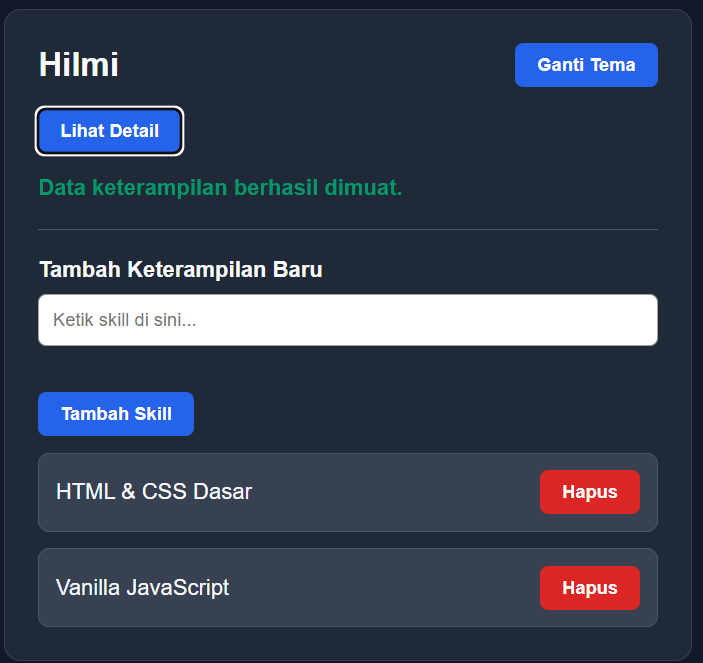 Hilmi
Ganti Tema
Lihat Detail
Data keterampilan berhasil dimuat.
Tambah Keterampilan Baru
Ketik skill di sini...
Tambah Skill
HTML & CSS Dasar
Hapus
Vanilla JavaScript
Hapus